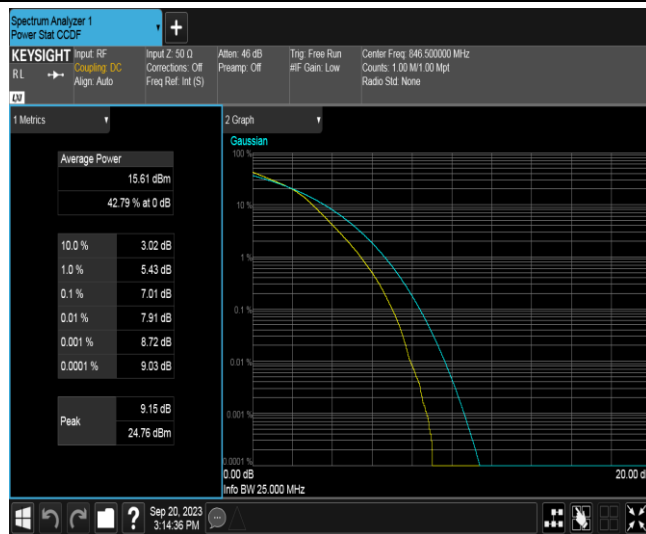 Spectrum Analyzer 1
Power Stat CCDF
+
KEYSIGHT
RL
LXI
Input: RF
Coupling: DC
Align: Auto
Input Z: 50 Ω
Corrections: Off
Freq Ref: Int (S)
Atten: 46 dB
Preamp: Off
Trig: Free Run
#IF Gain: Low
Center Freq: 846.500000 MHz
Counts: 1.00 M/1.00 Mpt
Radio Std: None
1 Metrics
Average Power
15.61 dBm
42.79 % at 0 dB
10.0 % 3.02 dB
1.0 % 5.43 dB
0.1 % 7.01 dB
0.01 % 7.91 dB
0.001 % 8.72 dB
0.0001 % 9.03 dB
Peak
9.15 dB
24.76 dBm
2 Graph
Gaussian
100 %
10 %
1 %
0.1 %
0.01 %
0.001 %
0.0001 %
0.00 dB
20.00 d
Info BW 25.000 MHz
?
Sep 20, 2023
3:14:36 PM